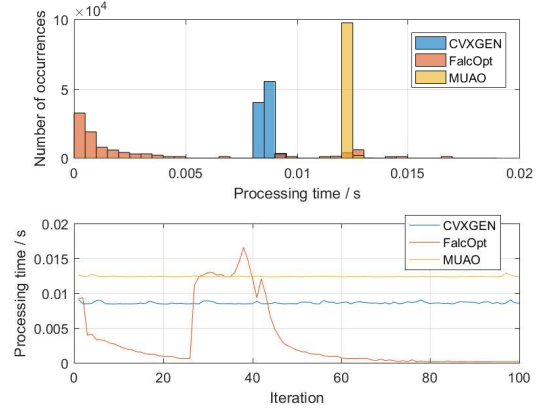 ×10⁴
10
5
0
Number of occurrences
CVXGEN
FalcOpt
MUAO
0 0.005 0.01 0.015 0.02
Processing time / s
0.02
0.015
0.01
0.005
0
Processing time / s
CVXGEN
FalcOpt
MUAO
0 20 40 60 80 100
Iteration